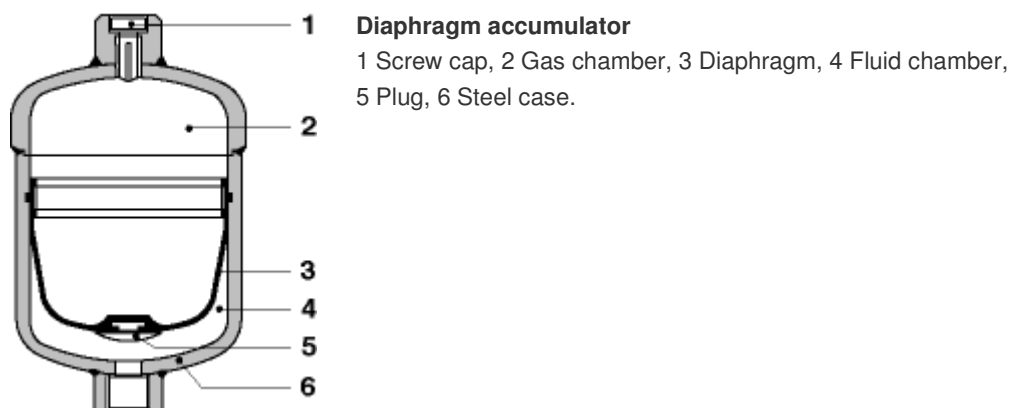 1
Diaphragm accumulator
1 Screw cap, 2 Gas chamber, 3 Diaphragm, 4 Fluid chamber,
5 Plug, 6 Steel case.
2
3
4
5
6